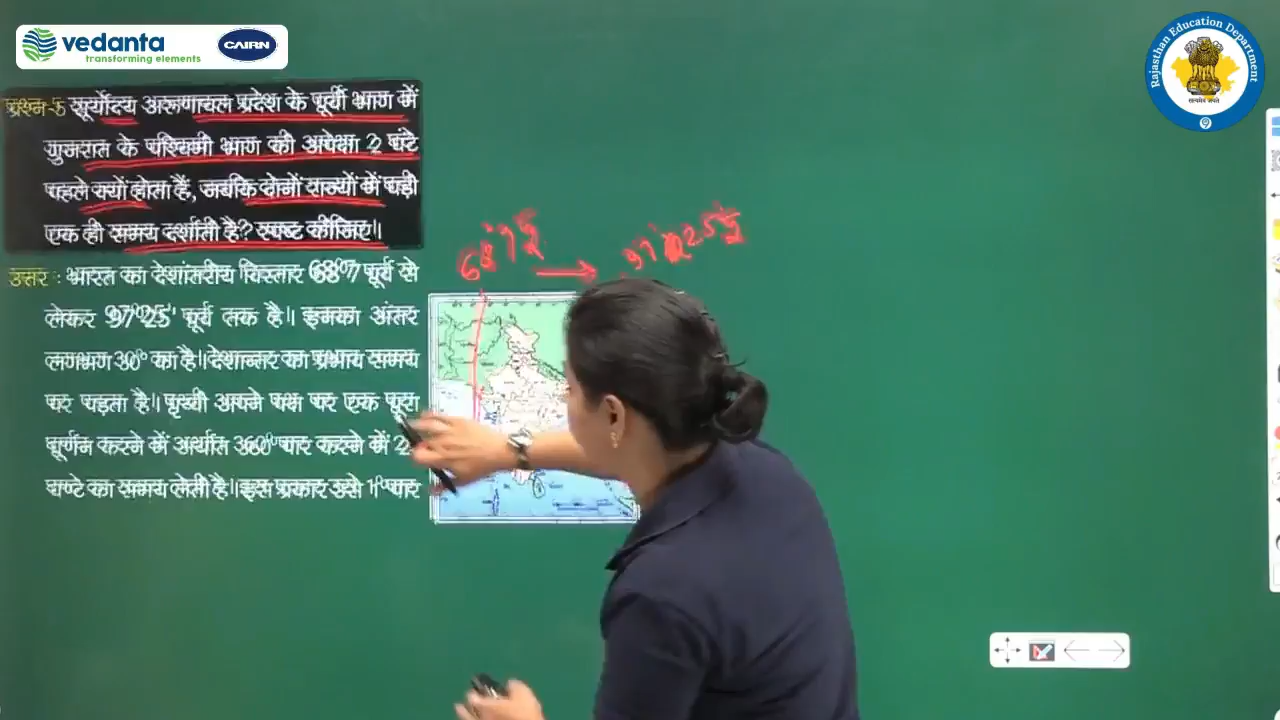 vedanta
transforming elements
CAIRN
Rajasthan Education Department
सत्यमेव जयते
प्रश्न-5 सूर्योदय अरूणाचल प्रदेश के पूर्वी भाग में
गुजरात के पश्चिमी भाग की अपेक्षा 2 घंटे
पहले क्यों होता हैं, जबकि दोनों राज्यों में घड़ी
एक ही समय दर्शाती है? स्पष्ट कीजिए।
68°7 पू
97°25 पू
उत्तर : भारत का देशांतरीय विस्तार 68°7' पूर्व से
लेकर 97°25' पूर्व तक है। इसका अंतर
लगभग 30° का है। देशान्तर का प्रभाव समय
पर पड़ता है। पृथ्वी अपने पक्ष पर एक पूरा
घूर्णन करने में अर्थात 360° पार करने में 2
घण्टे का समय लेती है। इस प्रकार उसे 1° पार